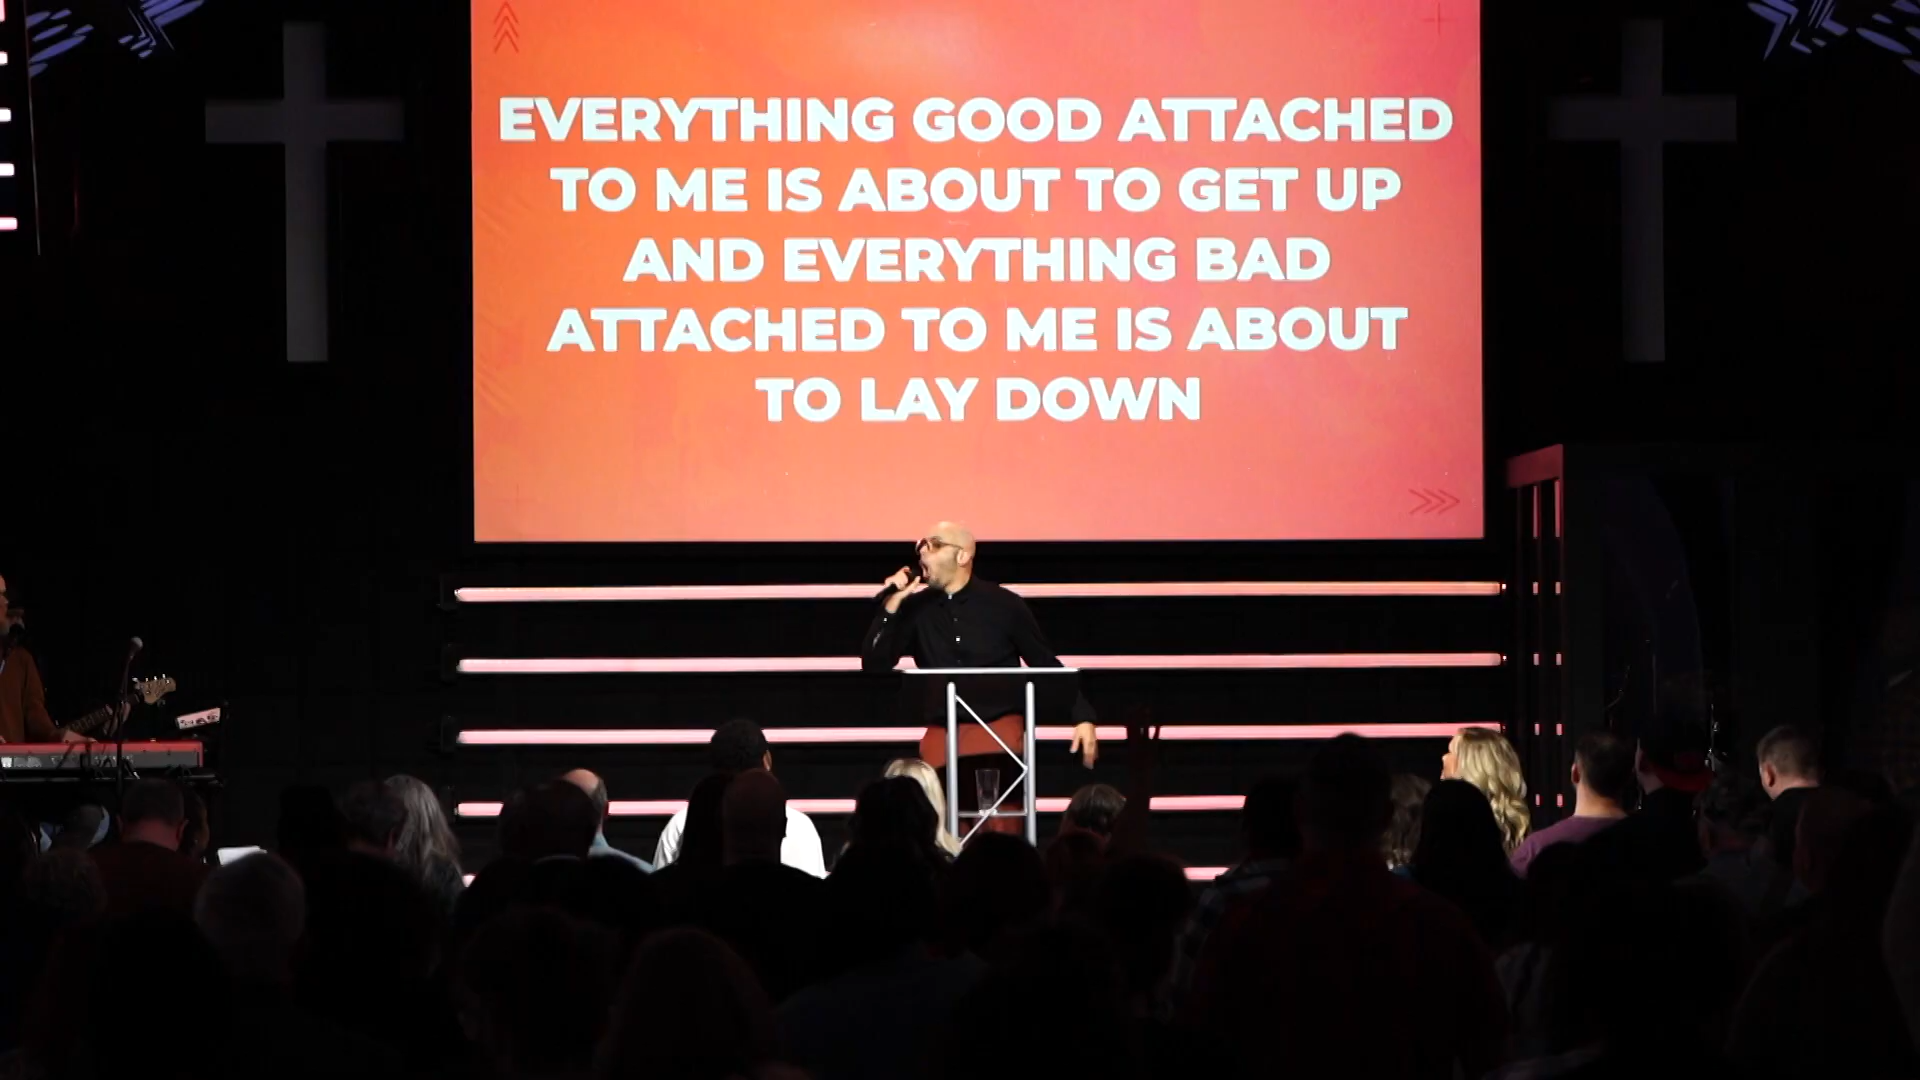 EVERYTHING GOOD ATTACHED
TO ME IS ABOUT TO GET UP
AND EVERYTHING BAD
ATTACHED TO ME IS ABOUT
TO LAY DOWN